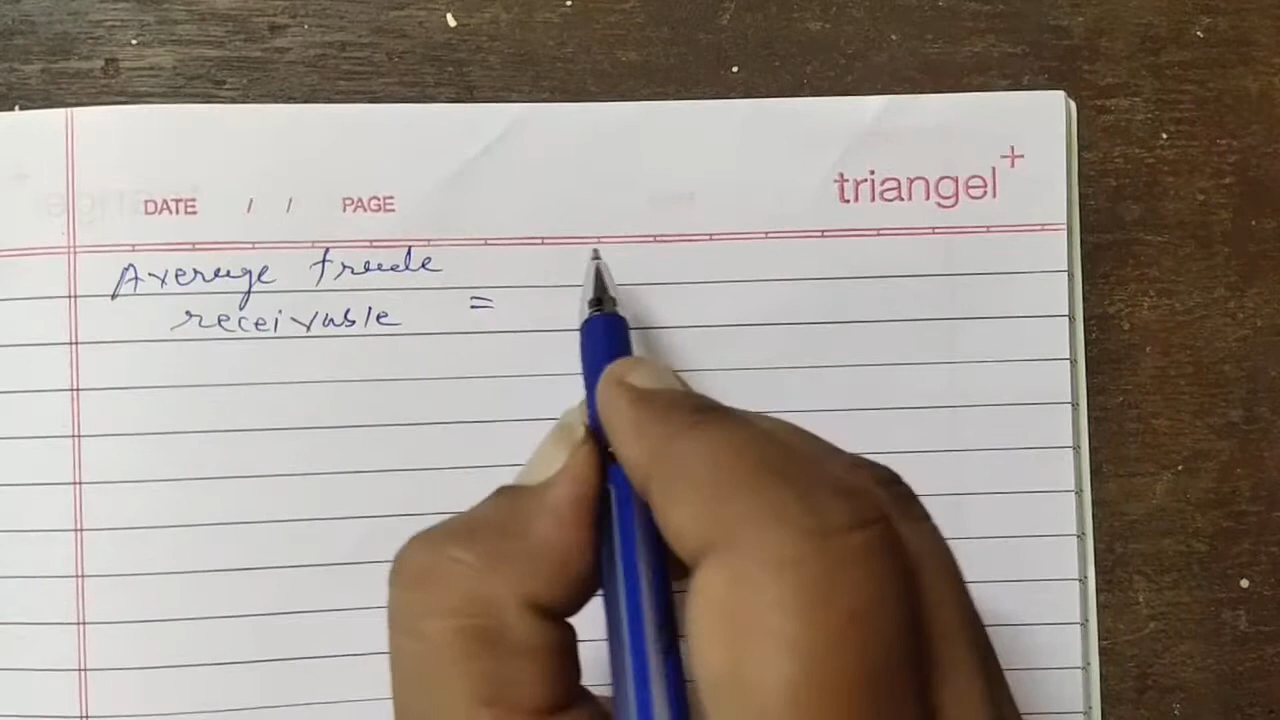 DATE / / PAGE
triangel+
Average trade
receivable =